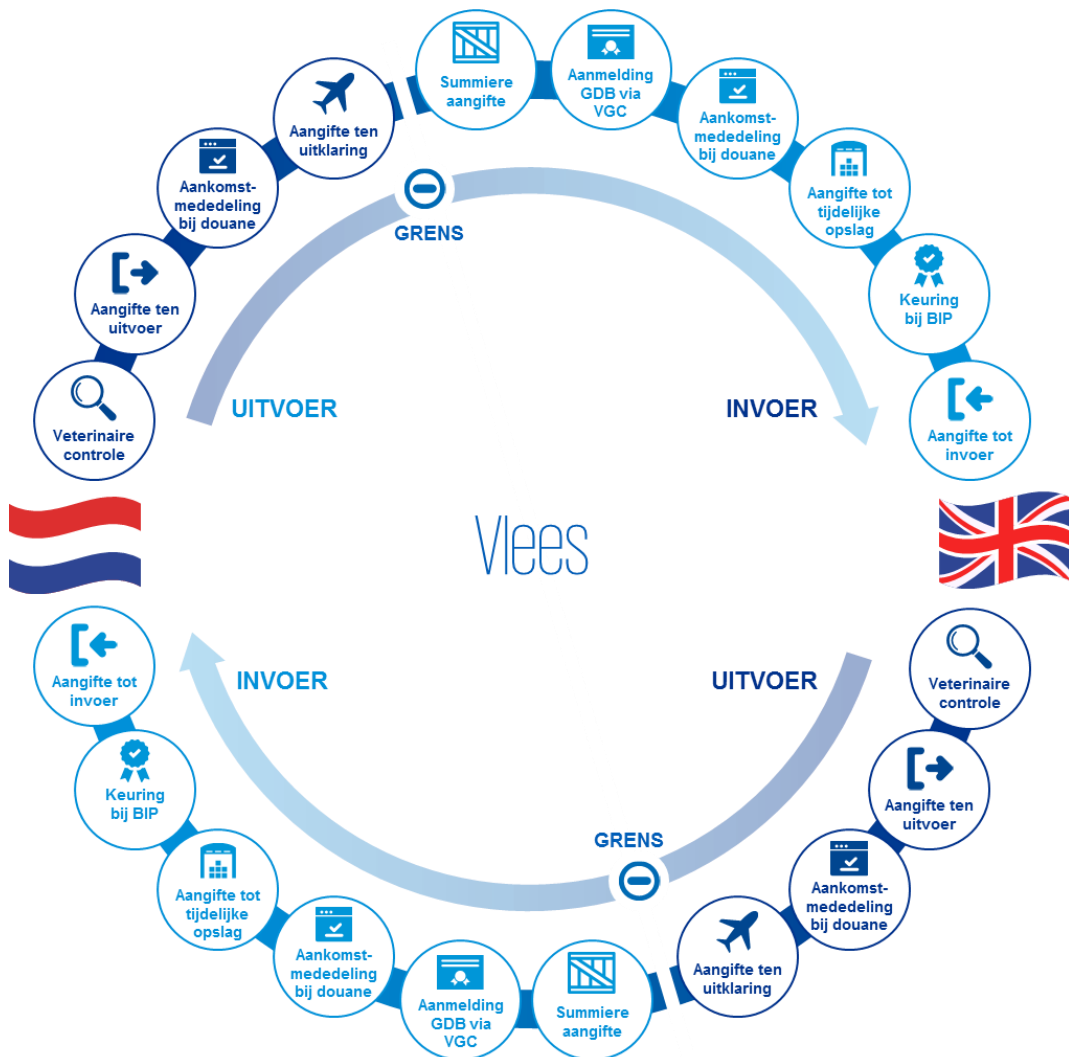 Summiere
aangifte
Aanmelding
GDB via
VGC
Aankomst-
mededeling
bij douane
Aangifte tot
tijdelijke
opslag
Keuring
bij BIP
Aangifte tot
invoer
Aangifte ten
uitklaring
Aankomst-
mededeling
bij douane
Aangifte ten
uitvoer
Veterinaire
controle
GRENS
UITVOER
INVOER
Vlees
INVOER
UITVOER
GRENS
Veterinaire
controle
Aangifte ten
uitvoer
Aankomst-
mededeling
bij douane
Aangifte ten
uitklaring
Summiere
aangifte
Aanmelding
GDB via
VGC
Aankomst-
mededeling
bij douane
Aangifte tot
tijdelijke
opslag
Keuring
bij BIP
Aangifte tot
invoer